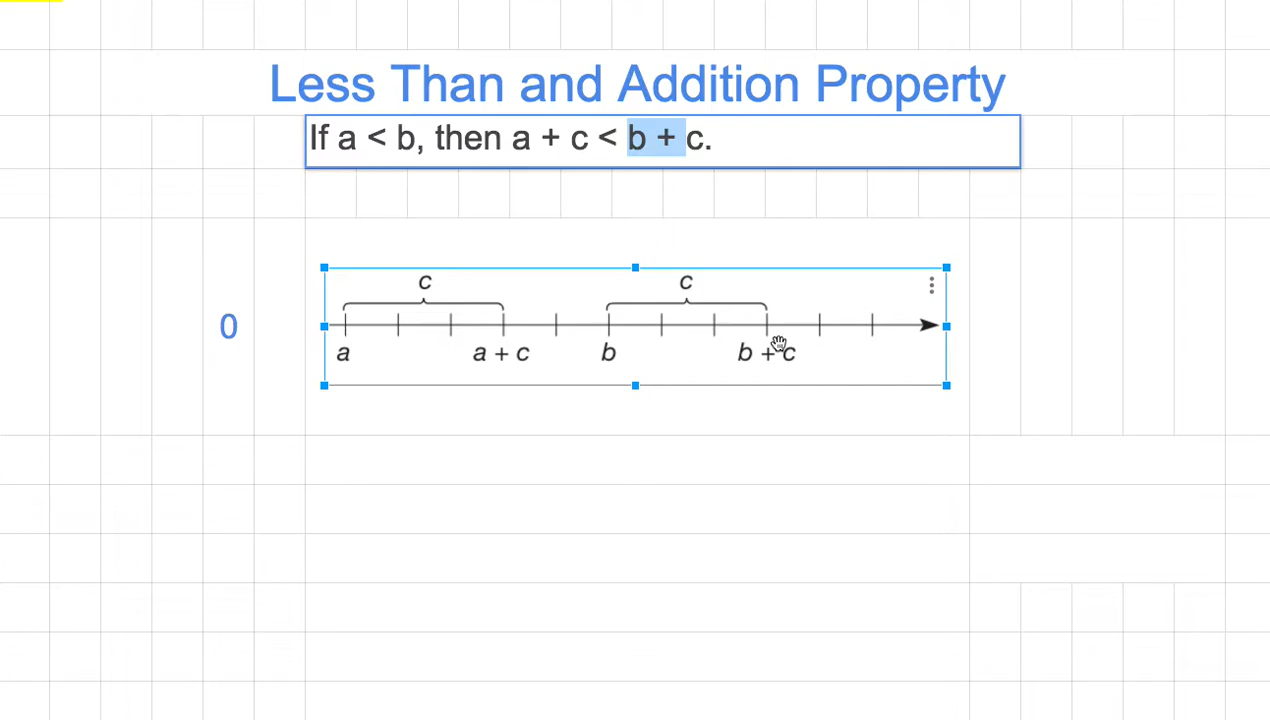 Less Than and Addition Property
If a < b, then a + c < b + c.
c c
0
a a + c b b + c